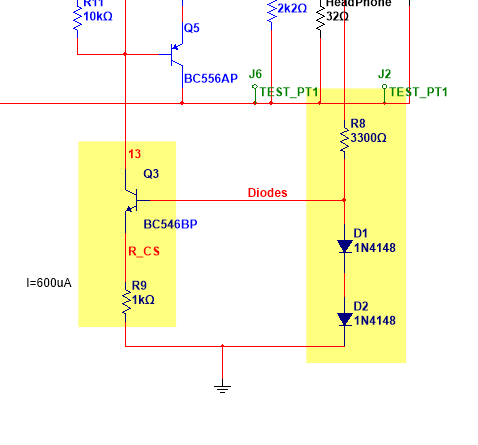 R11
10kΩ
Q5
BC556AP
2k2Ω
HeadPhone
32Ω
J6
TEST_PT1
J2
TEST_PT1
R8
3300Ω
13
Q3
BC546BP
Diodes
R_CS
D1
1N4148
I=600uA
R9
1kΩ
D2
1N4148